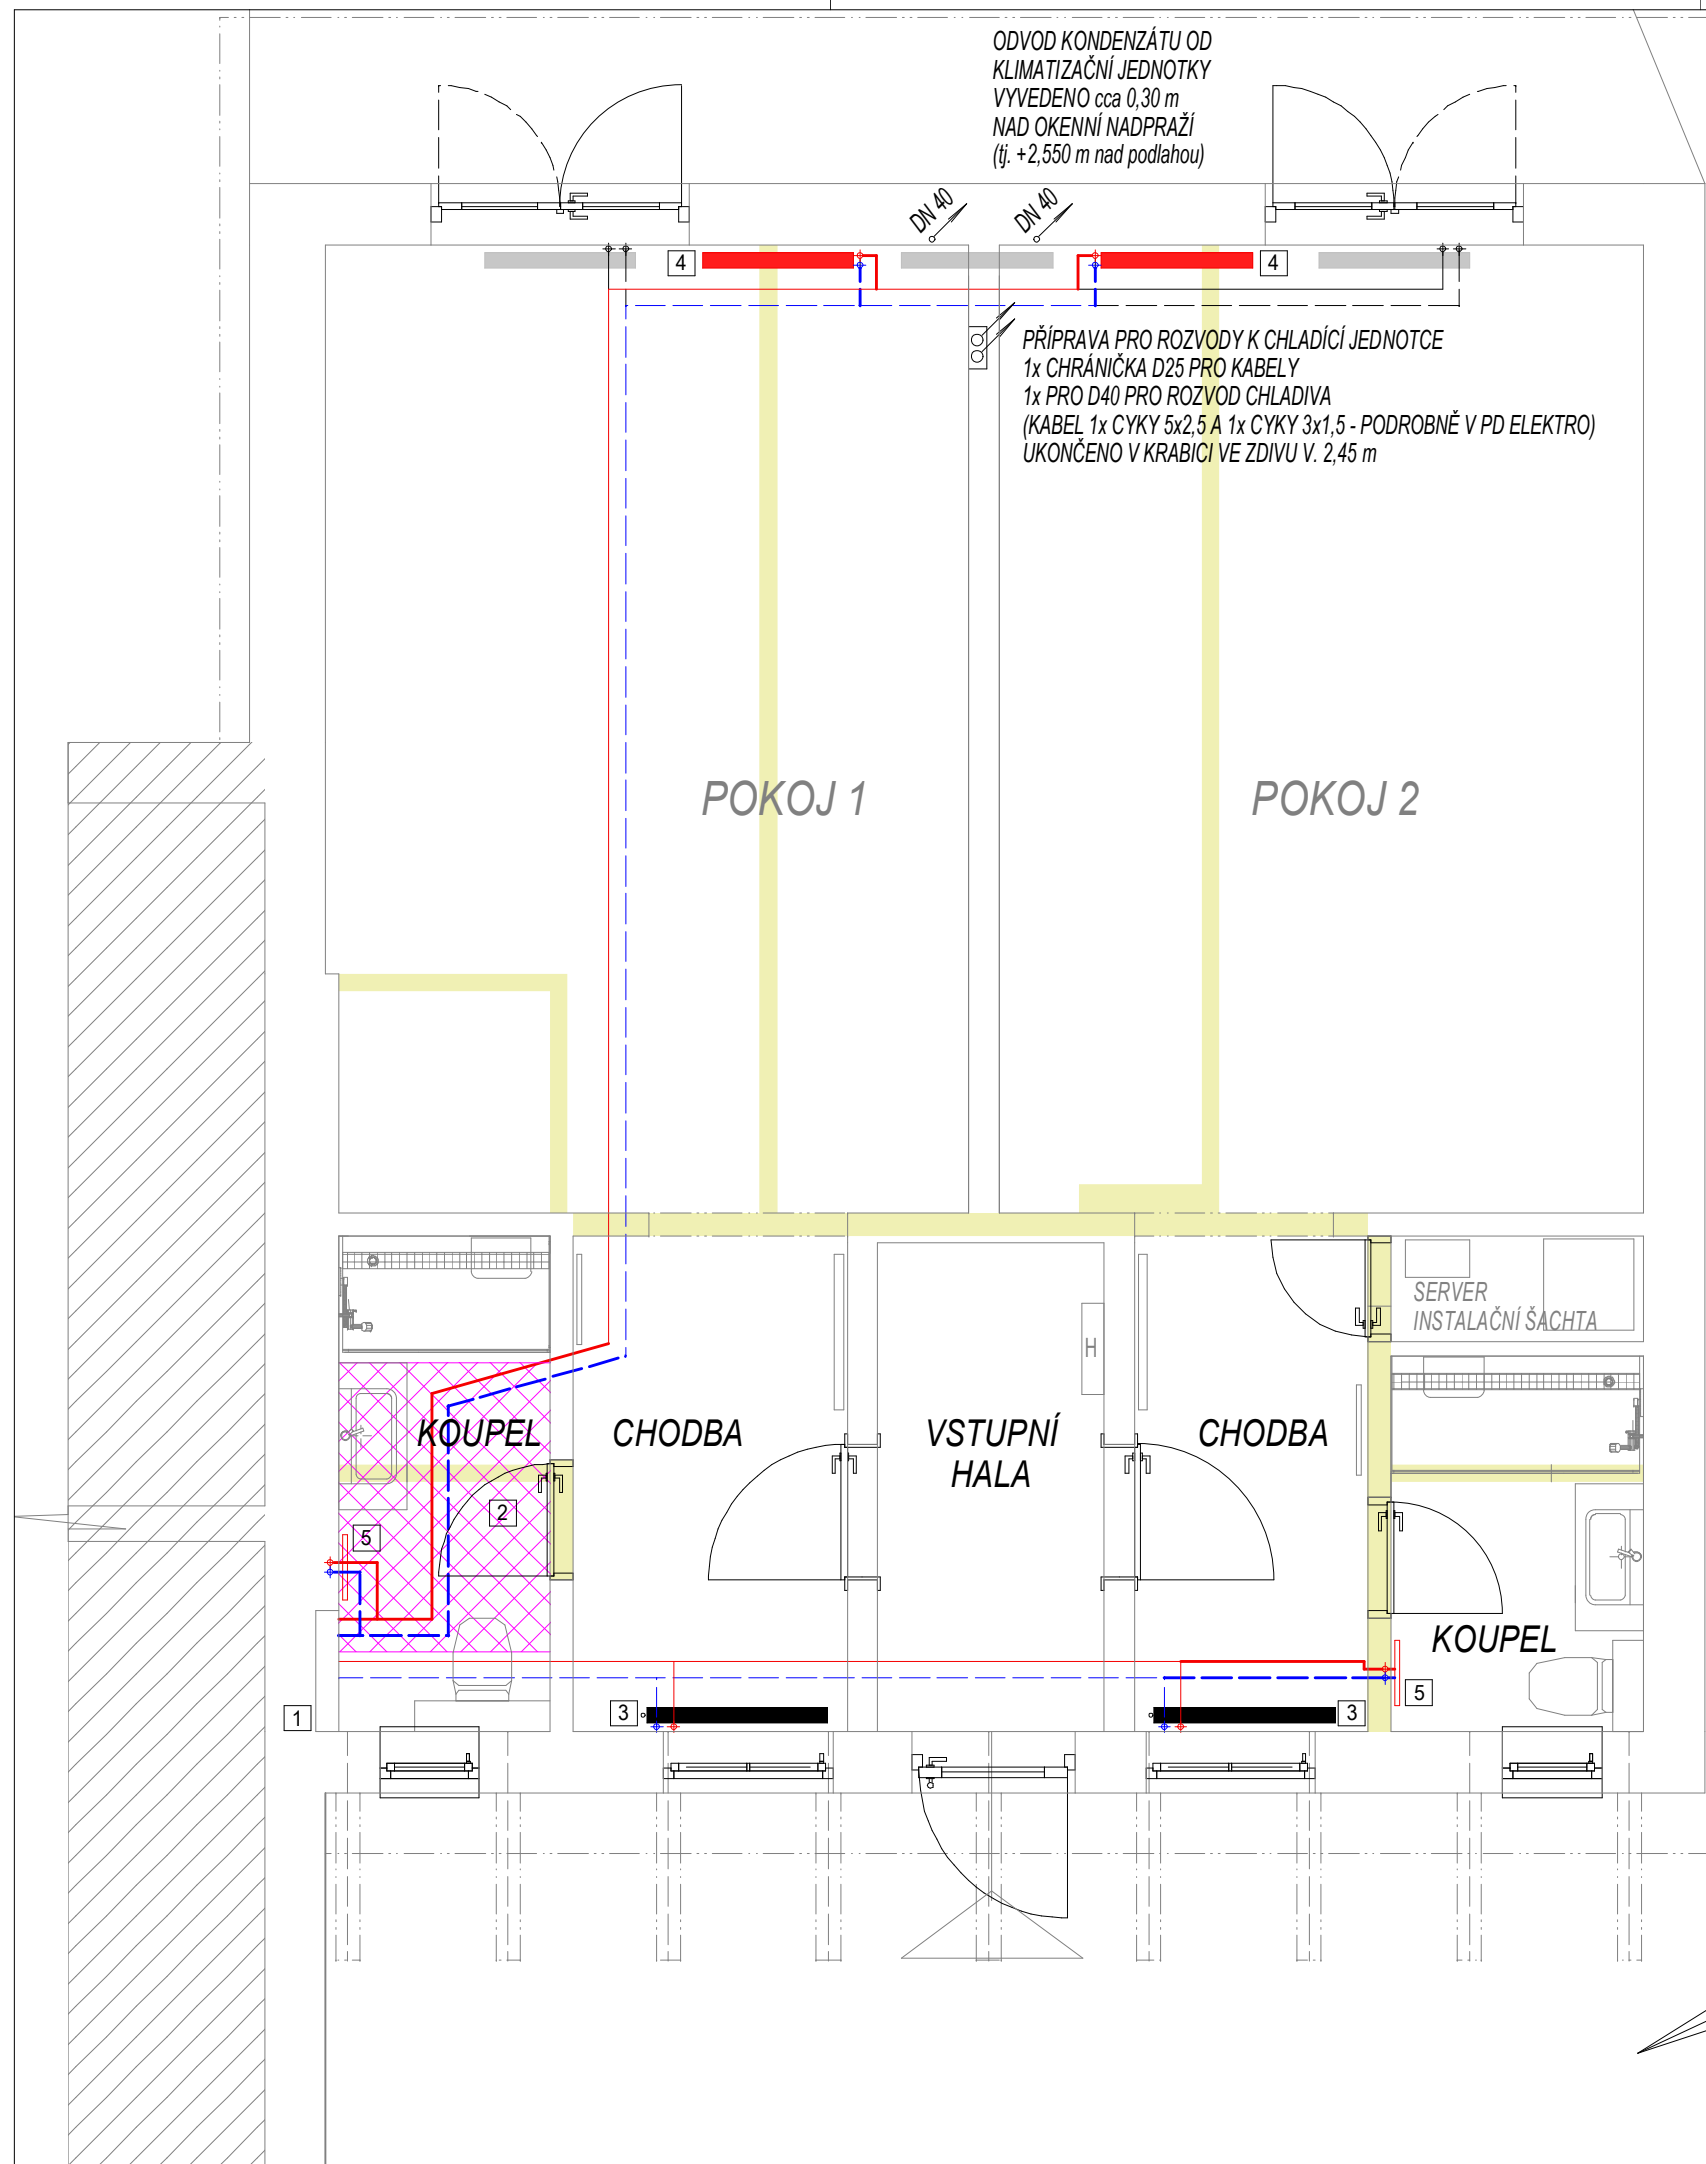 ODVOD KONDENZÁTU OD
KLIMATIZAČNÍ JEDNOTKY
VYVEDENO cca 0,30 m
NAD OKENNÍ NADPRAŽÍ
(tj. +2,550 m nad podlahou)
DN 40
DN 40
4
4
PŘÍPRAVA PRO ROZVODY K CHLADÍCÍ JEDNOTCE
1x CHRÁNIČKA D25 PRO KABELY
1x PRO D40 PRO ROZVOD CHLADIVA
(KABEL 1x CYKY 5x2,5 A 1x CYKY 3x1,5 - PODROBNĚ V PD ELEKTRO)
UKONČENO V KRABICI VE ZDIVU V. 2,45 m
POKOJ 1
POKOJ 2
SERVER
INSTALAČNÍ ŠACHTA
H
KOUPEL
CHODBA
VSTUPNÍ
HALA
CHODBA
2
5
KOUPEL
5
1
3
3